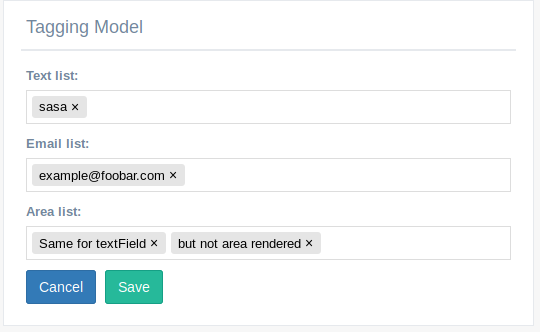 Tagging Model
Text list:
sasa ×
Email list:
example@foobar.com ×
Area list:
Same for textField × but not area rendered ×
Cancel Save